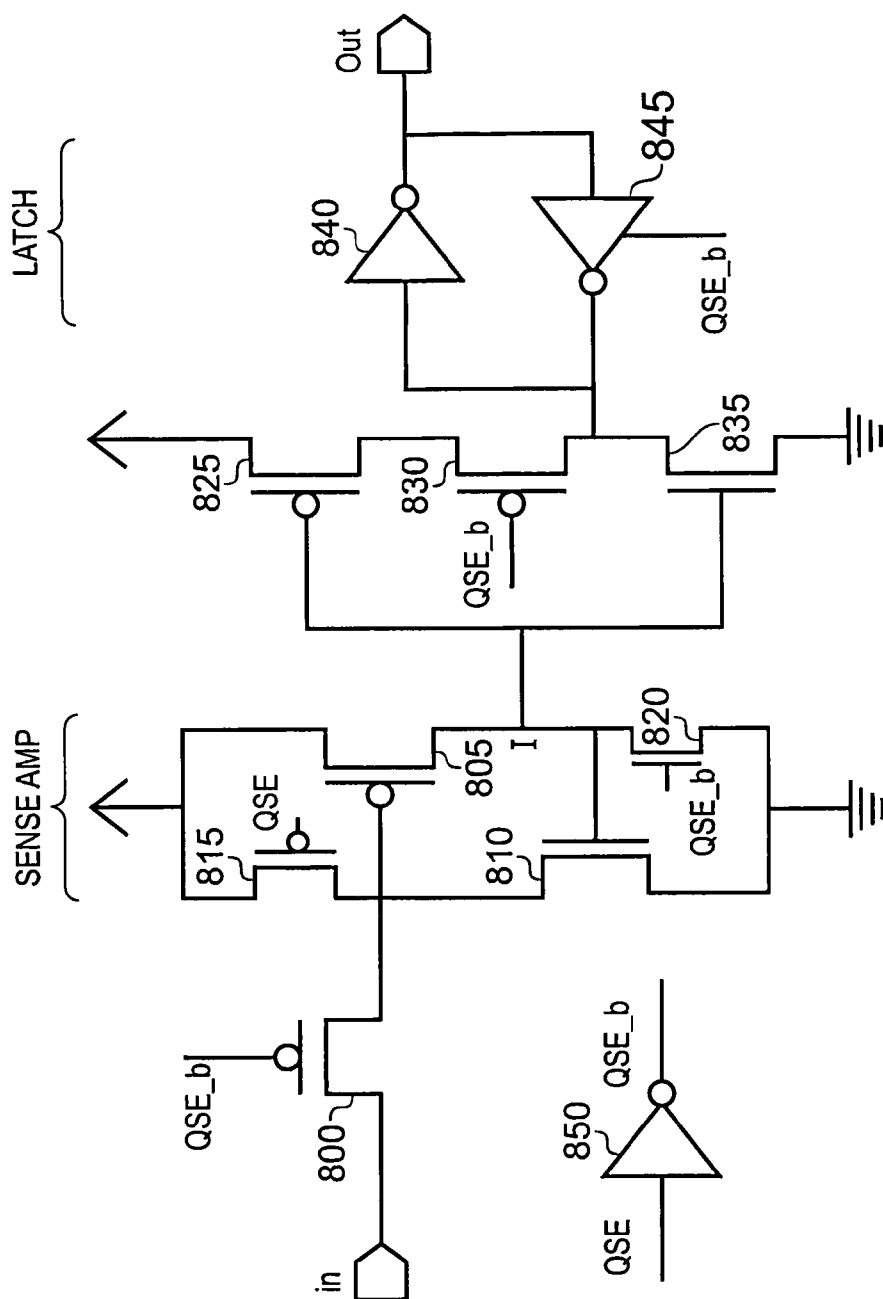 SENSE AMP
LATCH
in
QSE_b
800
815
QSE
805
810
I
QSE_b
820
825
QSE_b
830
835
840
Out
845
QSE_b
QSE
850
QSE_b